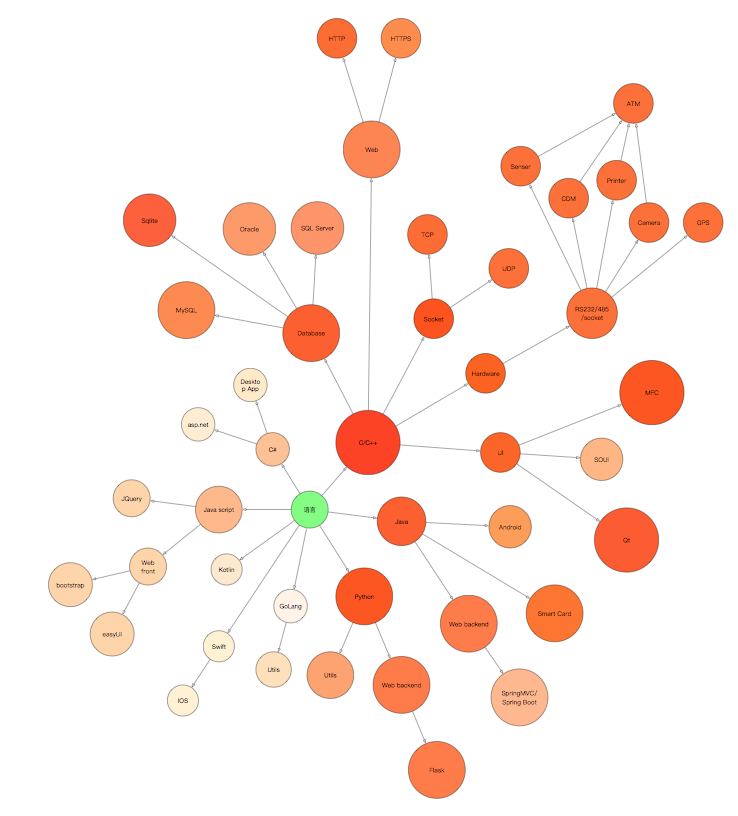 HTTP
HTTPS
ATM
Web
Senser
Printer
CDM
Sqlite
Oracle
SQL Server
TCP
Camera
GPS
UDP
MySQL
Database
Socket
RS232/485
/socket
Hardware
Deskto
p App
MFC
asp.net
C#
C/C++
UI
SOUI
JQuery
Java script
语言
Java
Android
Qt
Web
front
Kotlin
bootstrap
GoLang
Python
Smart Card
Web backend
easyUI
Swift
Utils
Utils
Web backend
IOS
SpringMVC/
Spring Boot
Flask